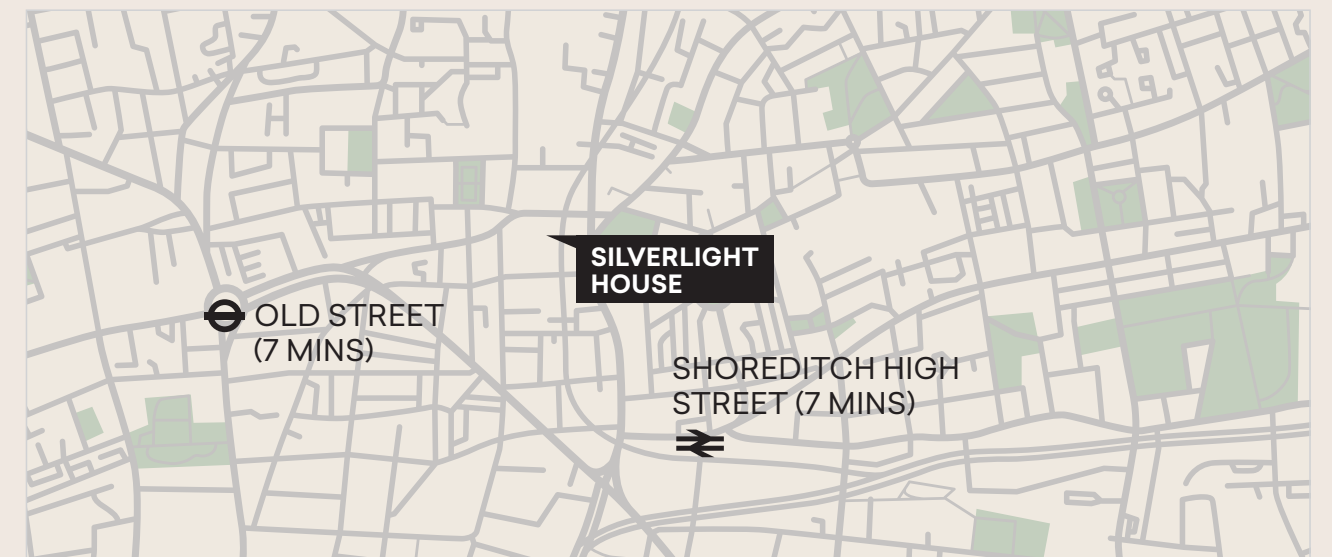 SILVERLIGHT
HOUSE
OLD STREET
(7 MINS)
SHOREDITCH HIGH
STREET (7 MINS)